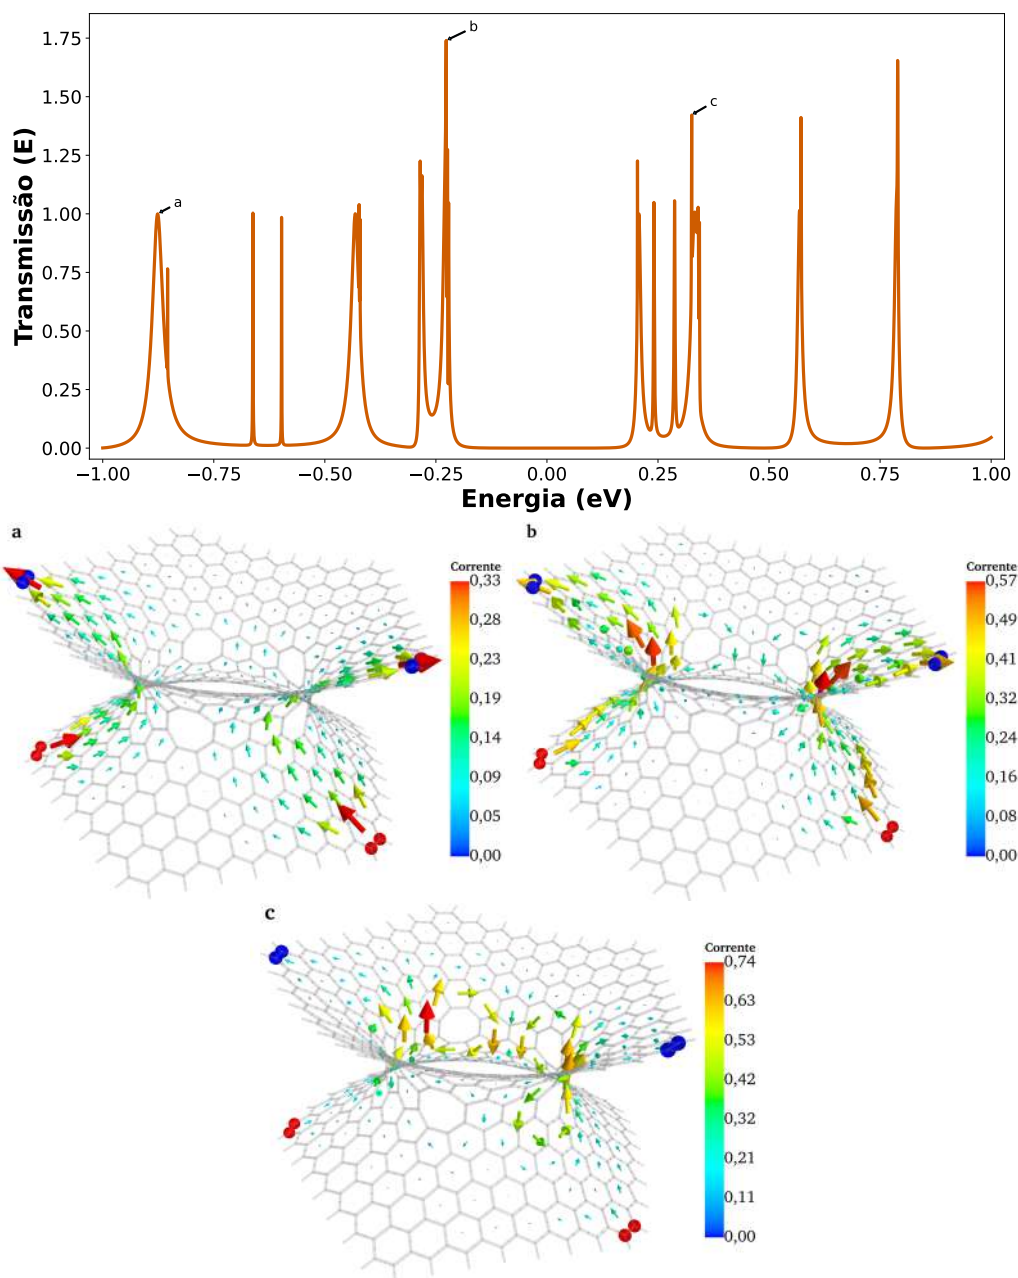 b
1.75
1.50
c
1.25
a
1.00
0.75
0.50
0.25
0.00
Transmissão (E)
−1.00 −0.75 −0.50 −0.25 0.00 0.25 0.50 0.75 1.00
Energia (eV)
a
Corrente
0,33
0,28
0,23
0,19
0,14
0,09
0,05
0,00
b
Corrente
0,57
0,49
0,41
0,32
0,24
0,16
0,08
0,00
c
Corrente
0,74
0,63
0,53
0,42
0,32
0,21
0,11
0,00